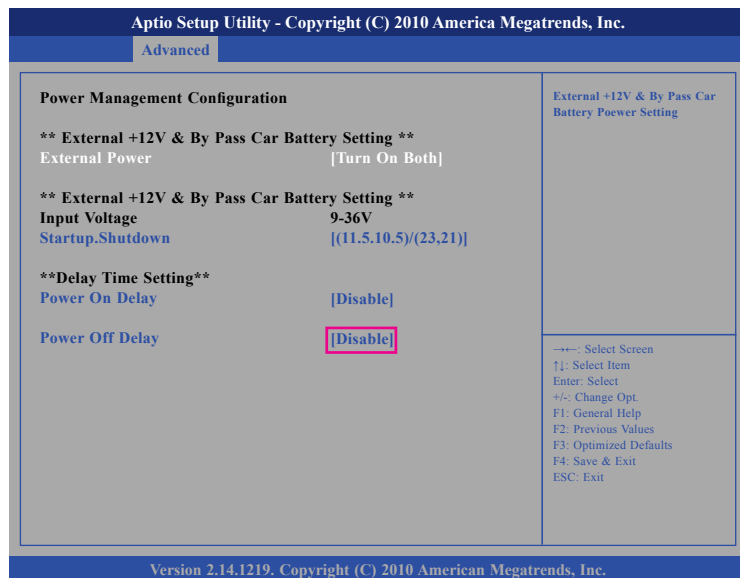 Aptio Setup Utility - Copyright (C) 2010 America Megatrends, Inc.
Advanced
Power Management Configuration
** External +12V & By Pass Car Battery Setting **
External Power [Turn On Both]
** External +12V & By Pass Car Battery Setting **
Input Voltage 9-36V
Startup.Shutdown [(11.5.10.5)/(23,21)]
**Delay Time Setting**
Power On Delay [Disable]
Power Off Delay [Disable]
External +12V & By Pass Car
Battery Poewer Setting
→←: Select Screen
↑↓: Select Item
Enter: Select
+/-: Change Opt.
F1: General Help
F2: Previous Values
F3: Optimized Defaults
F4: Save & Exit
ESC: Exit
Version 2.14.1219. Copyright (C) 2010 American Megatrends, Inc.